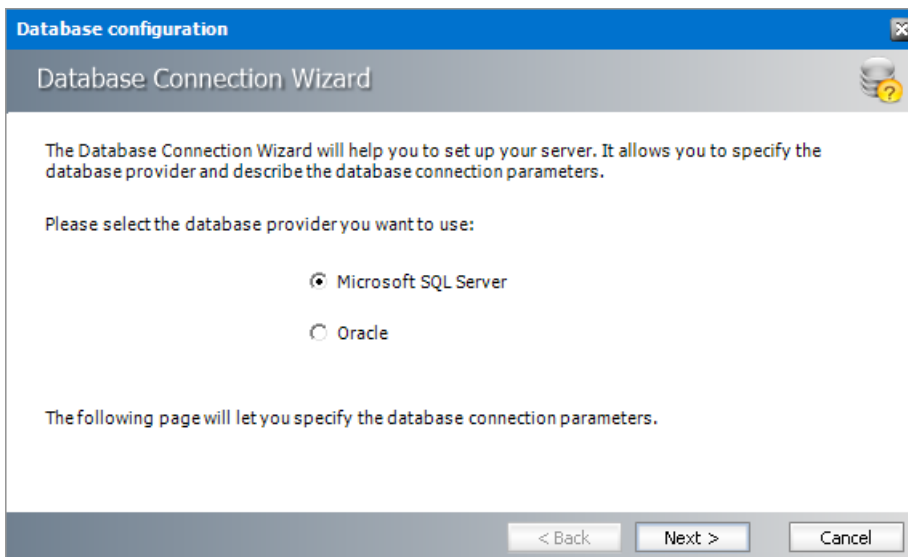 Database configuration
Database Connection Wizard
The Database Connection Wizard will help you to set up your server. It allows you to specify the
database provider and describe the database connection parameters.
Please select the database provider you want to use:
Microsoft SQL Server
Oracle
The following page will let you specify the database connection parameters.
< Back Next > Cancel